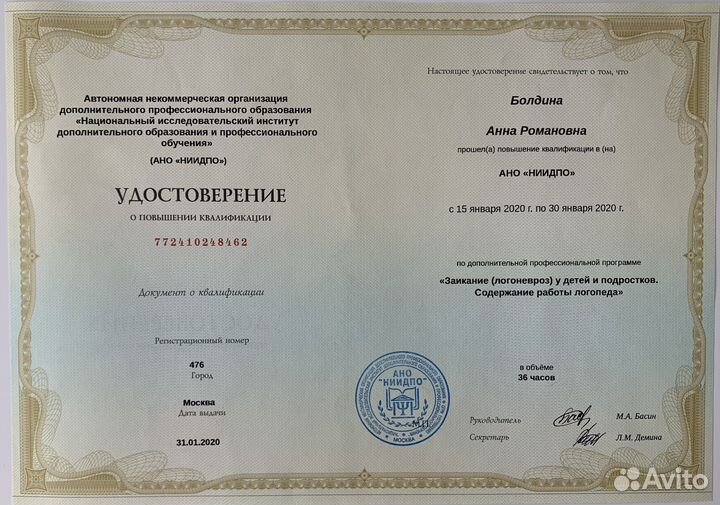 Автономная некоммерческая организация
дополнительного профессионального образования
«Национальный исследовательский институт
дополнительного образования и профессионального
обучения»
(АНО «НИИДПО»)
УДОСТОВЕРЕНИЕ
О ПОВЫШЕНИИ КВАЛИФИКАЦИИ
772410248462
Документ о квалификации
Регистрационный номер
476
Город
Москва
Дата выдачи
31.01.2020
Настоящее удостоверение свидетельствует о том, что
Болдина
Анна Романовна
прошел(а) повышение квалификации в (на)
АНО «НИИДПО»
с 15 января 2020 г. по 30 января 2020 г.
по дополнительной профессиональной программе
«Заикание (логоневроз) у детей и подростков.
Содержание работы логопеда»
в объёме
36 часов
АНО
"НИИДПО"
МОСКВА
М.П.
Руководитель
М.А. Басин
Секретарь
Л.М. Демина
Avito